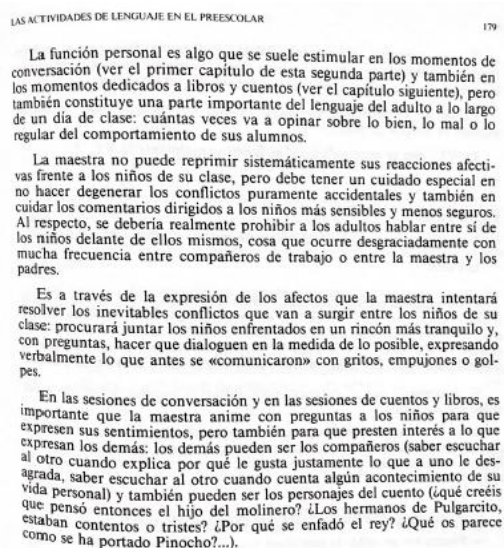 LAS ACTIVIDADES DE LENGUAJE EN EL PREESCOLAR
179
La función personal es algo que se suele estimular en los momentos de
conversación (ver el primer capítulo de esta segunda parte) y también en
los momentos dedicados a libros y cuentos (ver el capítulo siguiente), pero
también constituye una parte importante del lenguaje del adulto a lo largo
de un día de clase: cuántas veces va a opinar sobre lo bien, lo mal o lo
regular del comportamiento de sus alumnos.
La maestra no puede reprimir sistemáticamente sus reacciones afecti-
vas frente a los niños de su clase, pero debe tener un cuidado especial en
no hacer degenerar los conflictos puramente accidentales y también en
cuidar los comentarios dirigidos a los niños más sensibles y menos seguros.
Al respecto, se debería realmente prohibir a los adultos hablar entre sí de
los niños delante de ellos mismos, cosa que ocurre desgraciadamente con
mucha frecuencia entre compañeros de trabajo o entre la maestra y los
padres.
Es a través de la expresión de los afectos que la maestra intentará
resolver los inevitables conflictos que van a surgir entre los niños de su
clase: procurará juntar los niños enfrentados en un rincón más tranquilo y,
con preguntas, hacer que dialoguen en la medida de lo posible, expresando
verbalmente lo que antes se «comunicaron» con gritos, empujones o gol-
pes.
En las sesiones de conversación y en las sesiones de cuentos y libros, es
importante que la maestra anime con preguntas a los niños para que
expresen sus sentimientos, pero también para que presten interés a lo que
expresan los demás: los demás pueden ser los compañeros (saber escuchar
al otro cuando explica por qué le gusta justamente lo que a uno le des-
agrada, saber escuchar al otro cuando cuenta algún acontecimiento de su
vida personal) y también pueden ser los personajes del cuento (¿qué creéis
que pensó entonces el hijo del molinero? ¿Los hermanos de Pulgarcito,
estaban contentos o tristes? ¿Por qué se enfadó el rey? ¿Qué os parece
como se ha portado Pinocho?...).